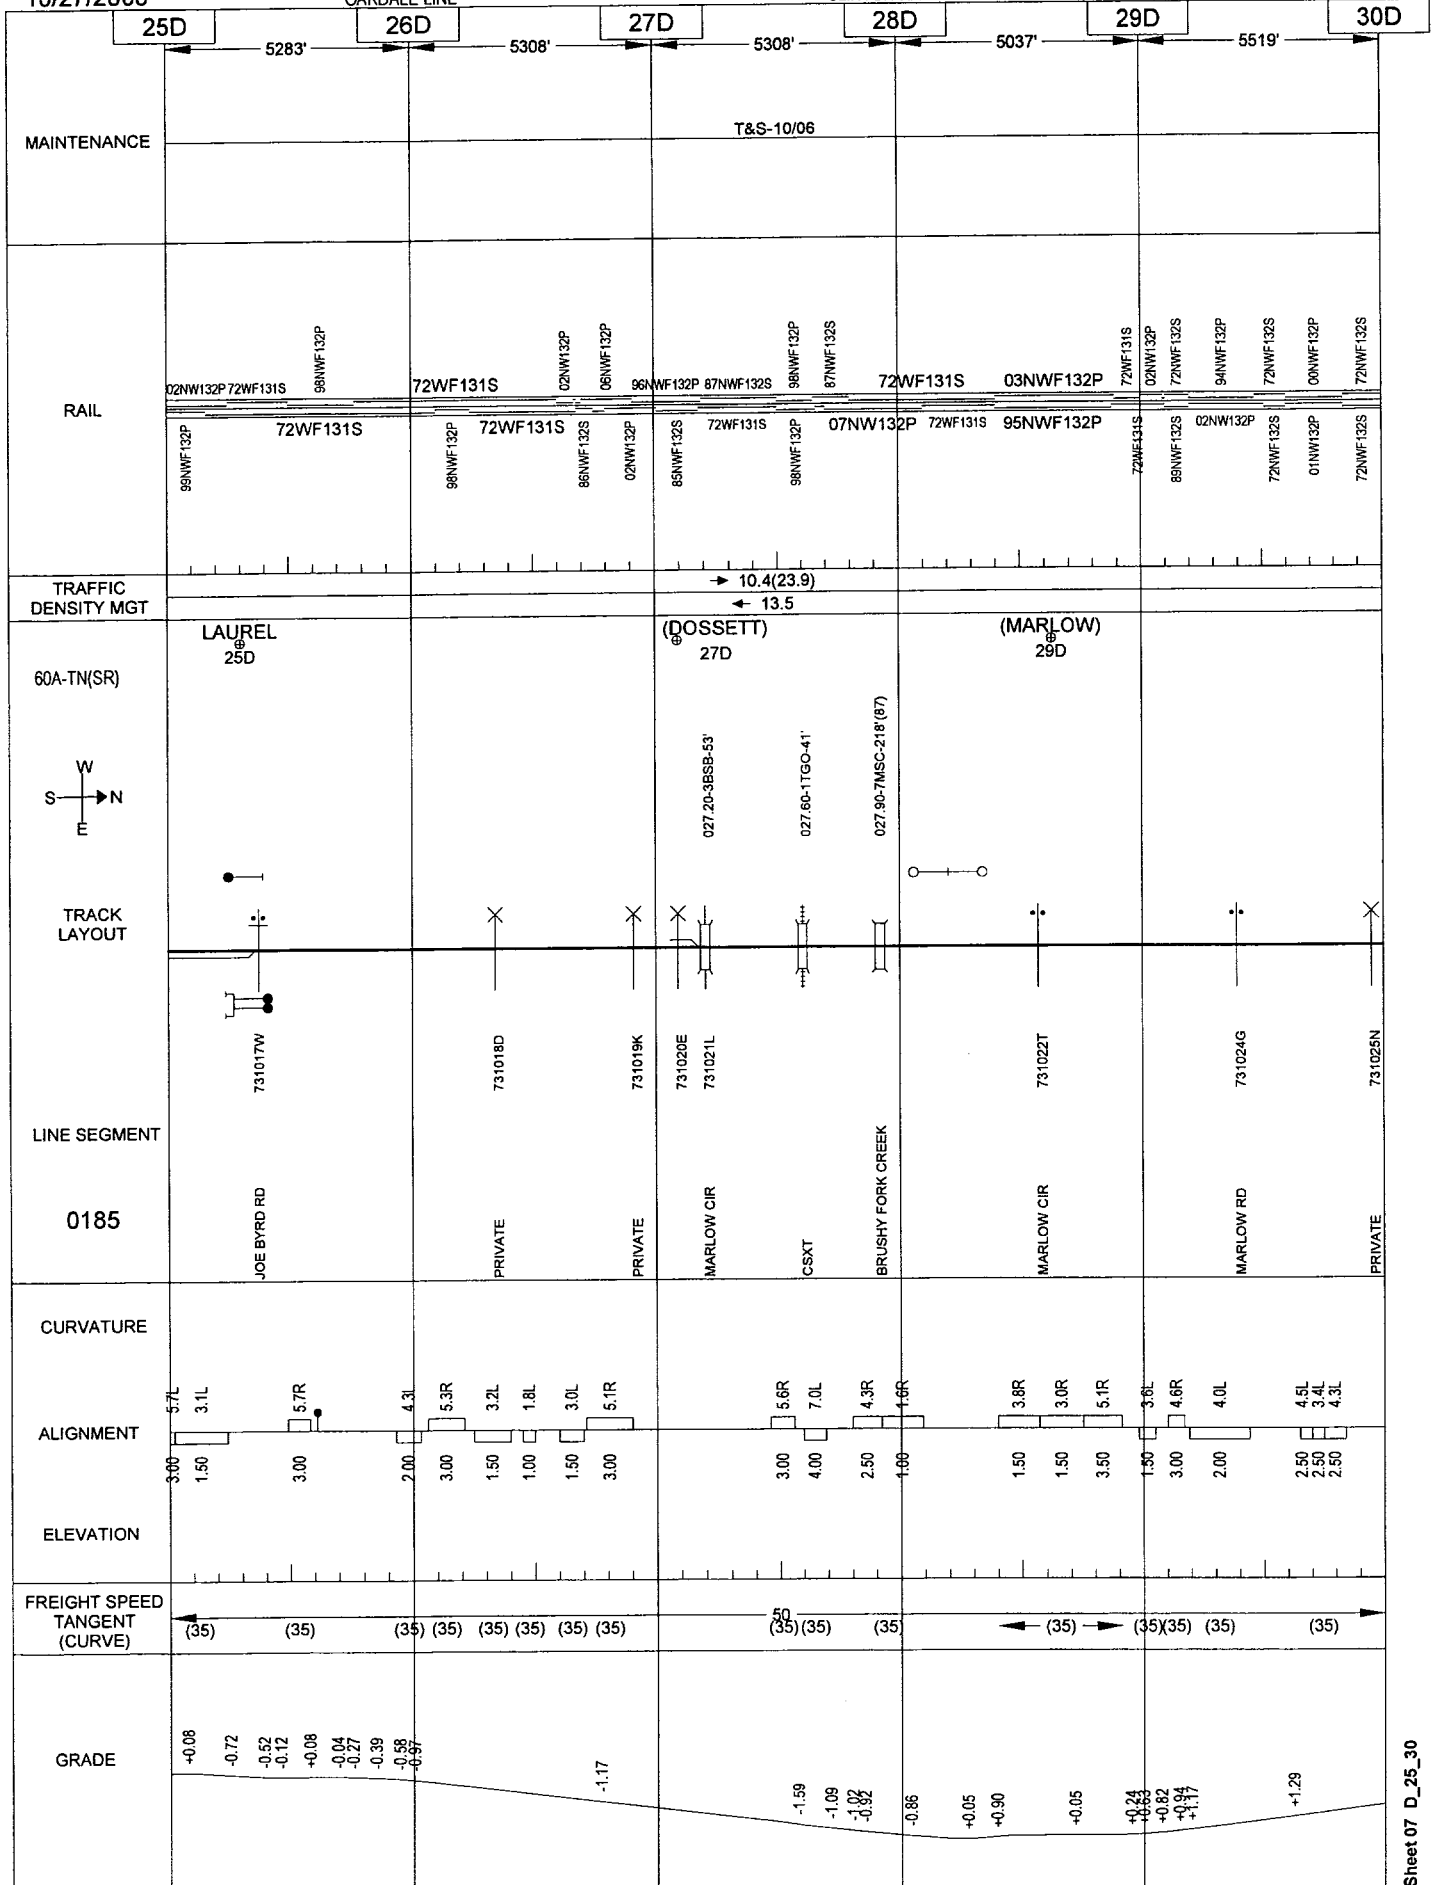 25D 26D 27D 28D 29D 30D
5283' 5308' 5308' 5037' 5519'
MAINTENANCE
T&S-10/06
RAIL
98NWF132P 02NW132P 06NWF132P 98NWF132P 87NWF132S 72WF131S 02NW132P 72NWF132S 94NWF132P 72NWF132S 00NWF132P 72NWF132S
02NW132P 72WF131S 72WF131S 96NWF132P 87NWF132S 72WF131S 03NWF132P
72WF131S 72WF131S 72WF131S 07NW132P 72WF131S 95NWF132P 02NW132P
99NWF132P 98NWF132P 86NWF132S 02NW132P 85NWF132S 98NWF132P 72WF131S 89NWF132S 72NWF132S 01NW132P 72NWF132S
TRAFFIC
DENSITY MGT
→ 10.4(23.9)
← 13.5
LAUREL
25D
(DOSSETT)
27D
(MARLOW)
29D
60A-TN(SR)
W
S N
E
027.20-3BSB-53'
027.60-1TGO-41'
027.90-7MSC-218'(87)
TRACK
LAYOUT
731017W 731018D 731019K 731020E 731021L 731022T 731024G 731025N
LINE SEGMENT
0185
JOE BYRD RD
PRIVATE
PRIVATE
MARLOW CIR
CSXT
BRUSHY FORK CREEK
MARLOW CIR
MARLOW RD
PRIVATE
CURVATURE
5.7L 3.1L 5.7R 4.3L 5.3R 3.2L 1.8L 3.0L 5.1R 5.6R 7.0L 4.3R 1.6R 3.8R 3.0R 5.1R 3.6L 4.6R 4.0L 4.5L 3.4L 4.3L
ALIGNMENT
3.00 1.50 3.00 2.00 3.00 1.50 1.00 1.50 3.00 3.00 4.00 2.50 1.00 1.50 1.50 3.50 1.50 3.00 2.00 2.50 2.50 2.50
ELEVATION
FREIGHT SPEED
TANGENT
(CURVE)
50
(35) (35) (35) (35) (35) (35) (35) (35) (35) (35) (35) (35) (35) (35) (35) (35)
GRADE
+0.08 -0.72 -0.52 -0.12 +0.08 -0.04 -0.27 -0.39 -0.58 -0.97 -1.17 -1.59 -1.09 -1.02 -0.92 -0.86 +0.05 +0.90 +0.05 +0.24 +0.82 +0.94 +1.17 +1.29
Sheet 07 D_25_30